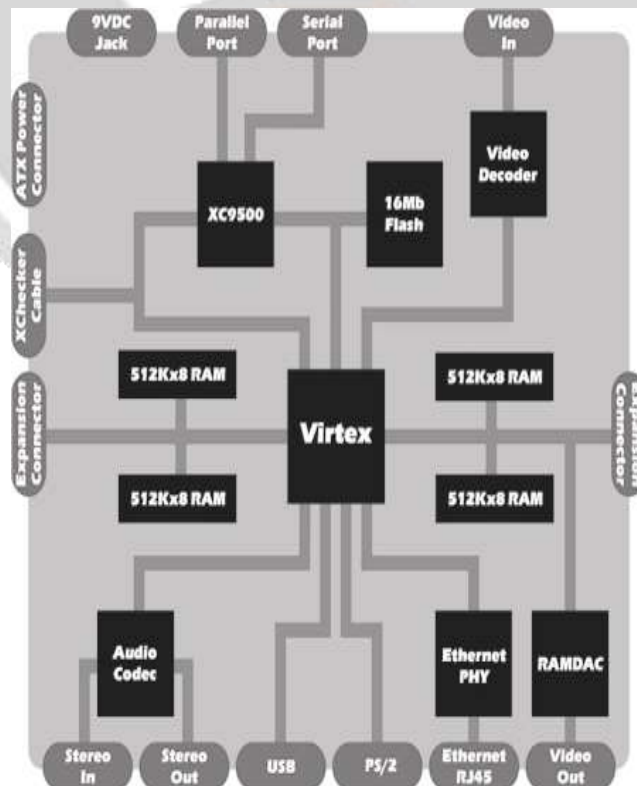 9VDC
Jack
Parallel
Port
Serial
Port
Video
In
ATX Power
Connector
Video
Decoder
XC9500
16Mb
Flash
XChecker
Cable
512Kx8 RAM
512Kx8 RAM
Expansion
Connector
Virtex
Expansion
Connector
512Kx8 RAM
512Kx8 RAM
Audio
Codec
Ethernet
PHY
RAMDAC
Stereo
In
Stereo
Out
USB
PS/2
Ethernet
RJ45
Video
Out